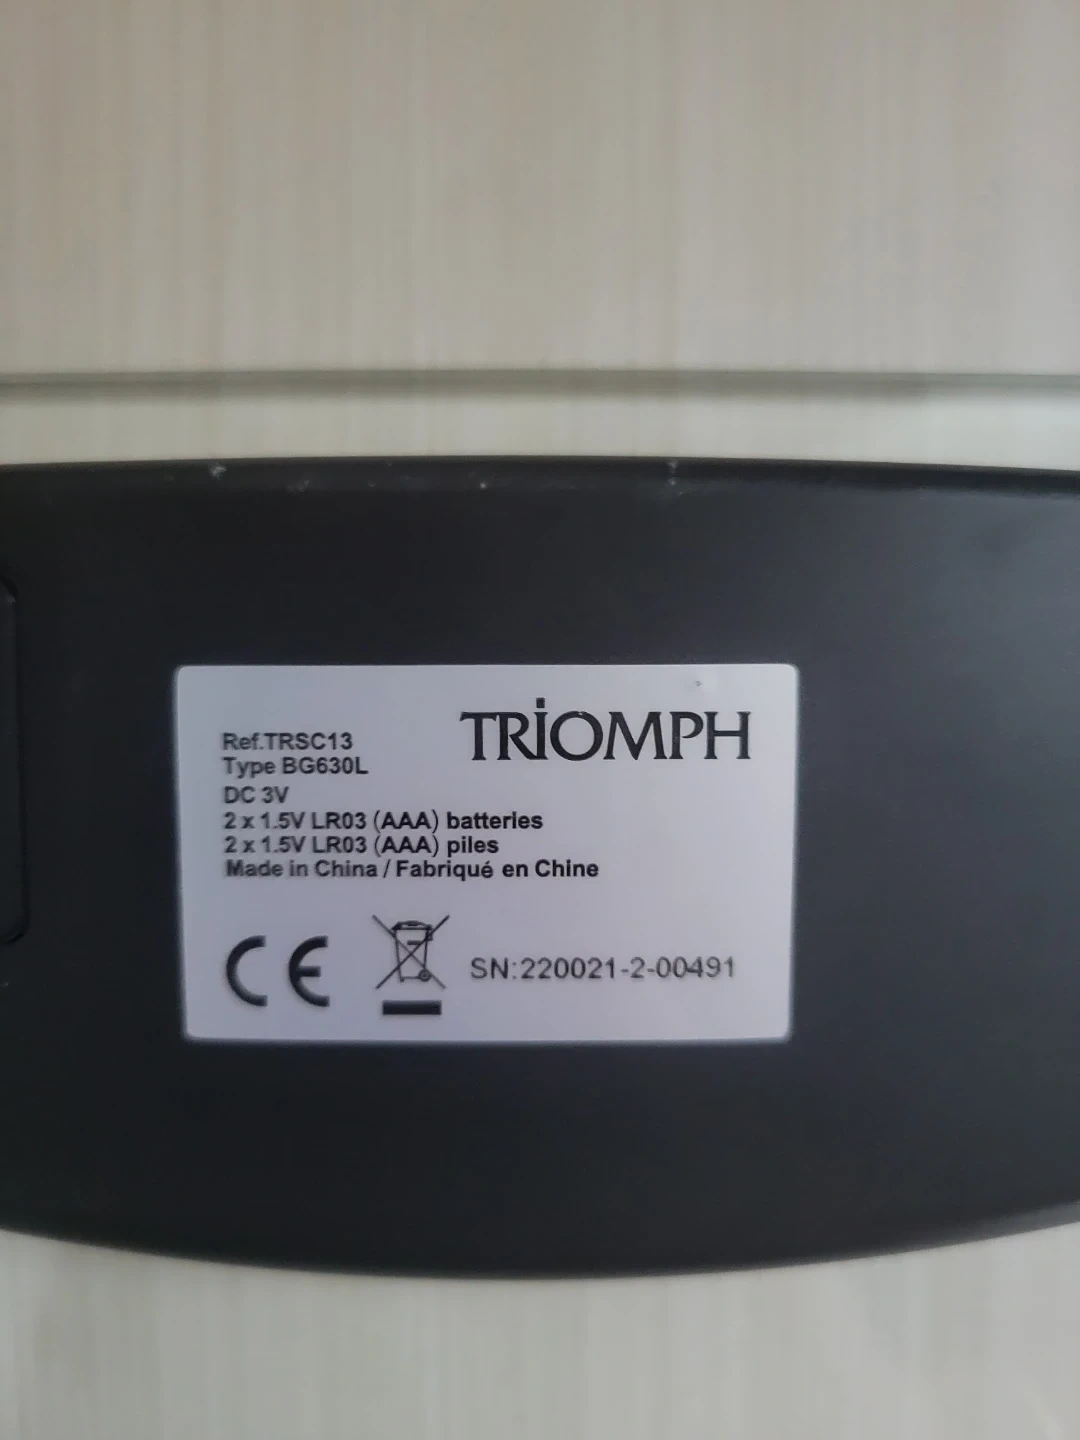 TRIOMPH
Ref.TRSC13
Type BG630L
DC 3V
2 x 1.5V LR03 (AAA) batteries
2 x 1.5V LR03 (AAA) piles
Made in China / Fabriqué en Chine
CE
SN:220021-2-00491